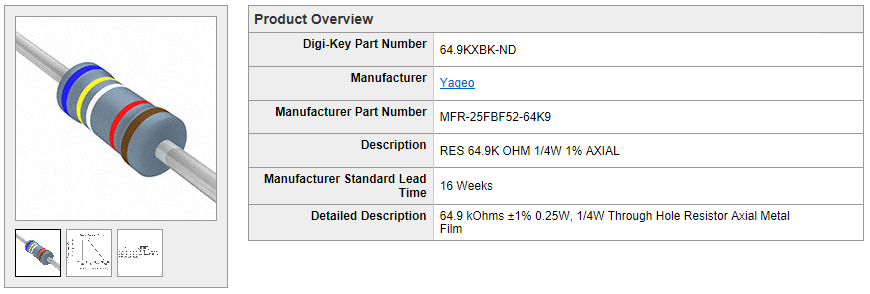 Product Overview
Digi-Key Part Number
64.9KXBK-ND
Manufacturer
Yageo
Manufacturer Part Number
MFR-25FBF52-64K9
Description
RES 64.9K OHM 1/4W 1% AXIAL
Manufacturer Standard Lead
Time
16 Weeks
Detailed Description
64.9 kOhms ±1% 0.25W, 1/4W Through Hole Resistor Axial Metal
Film